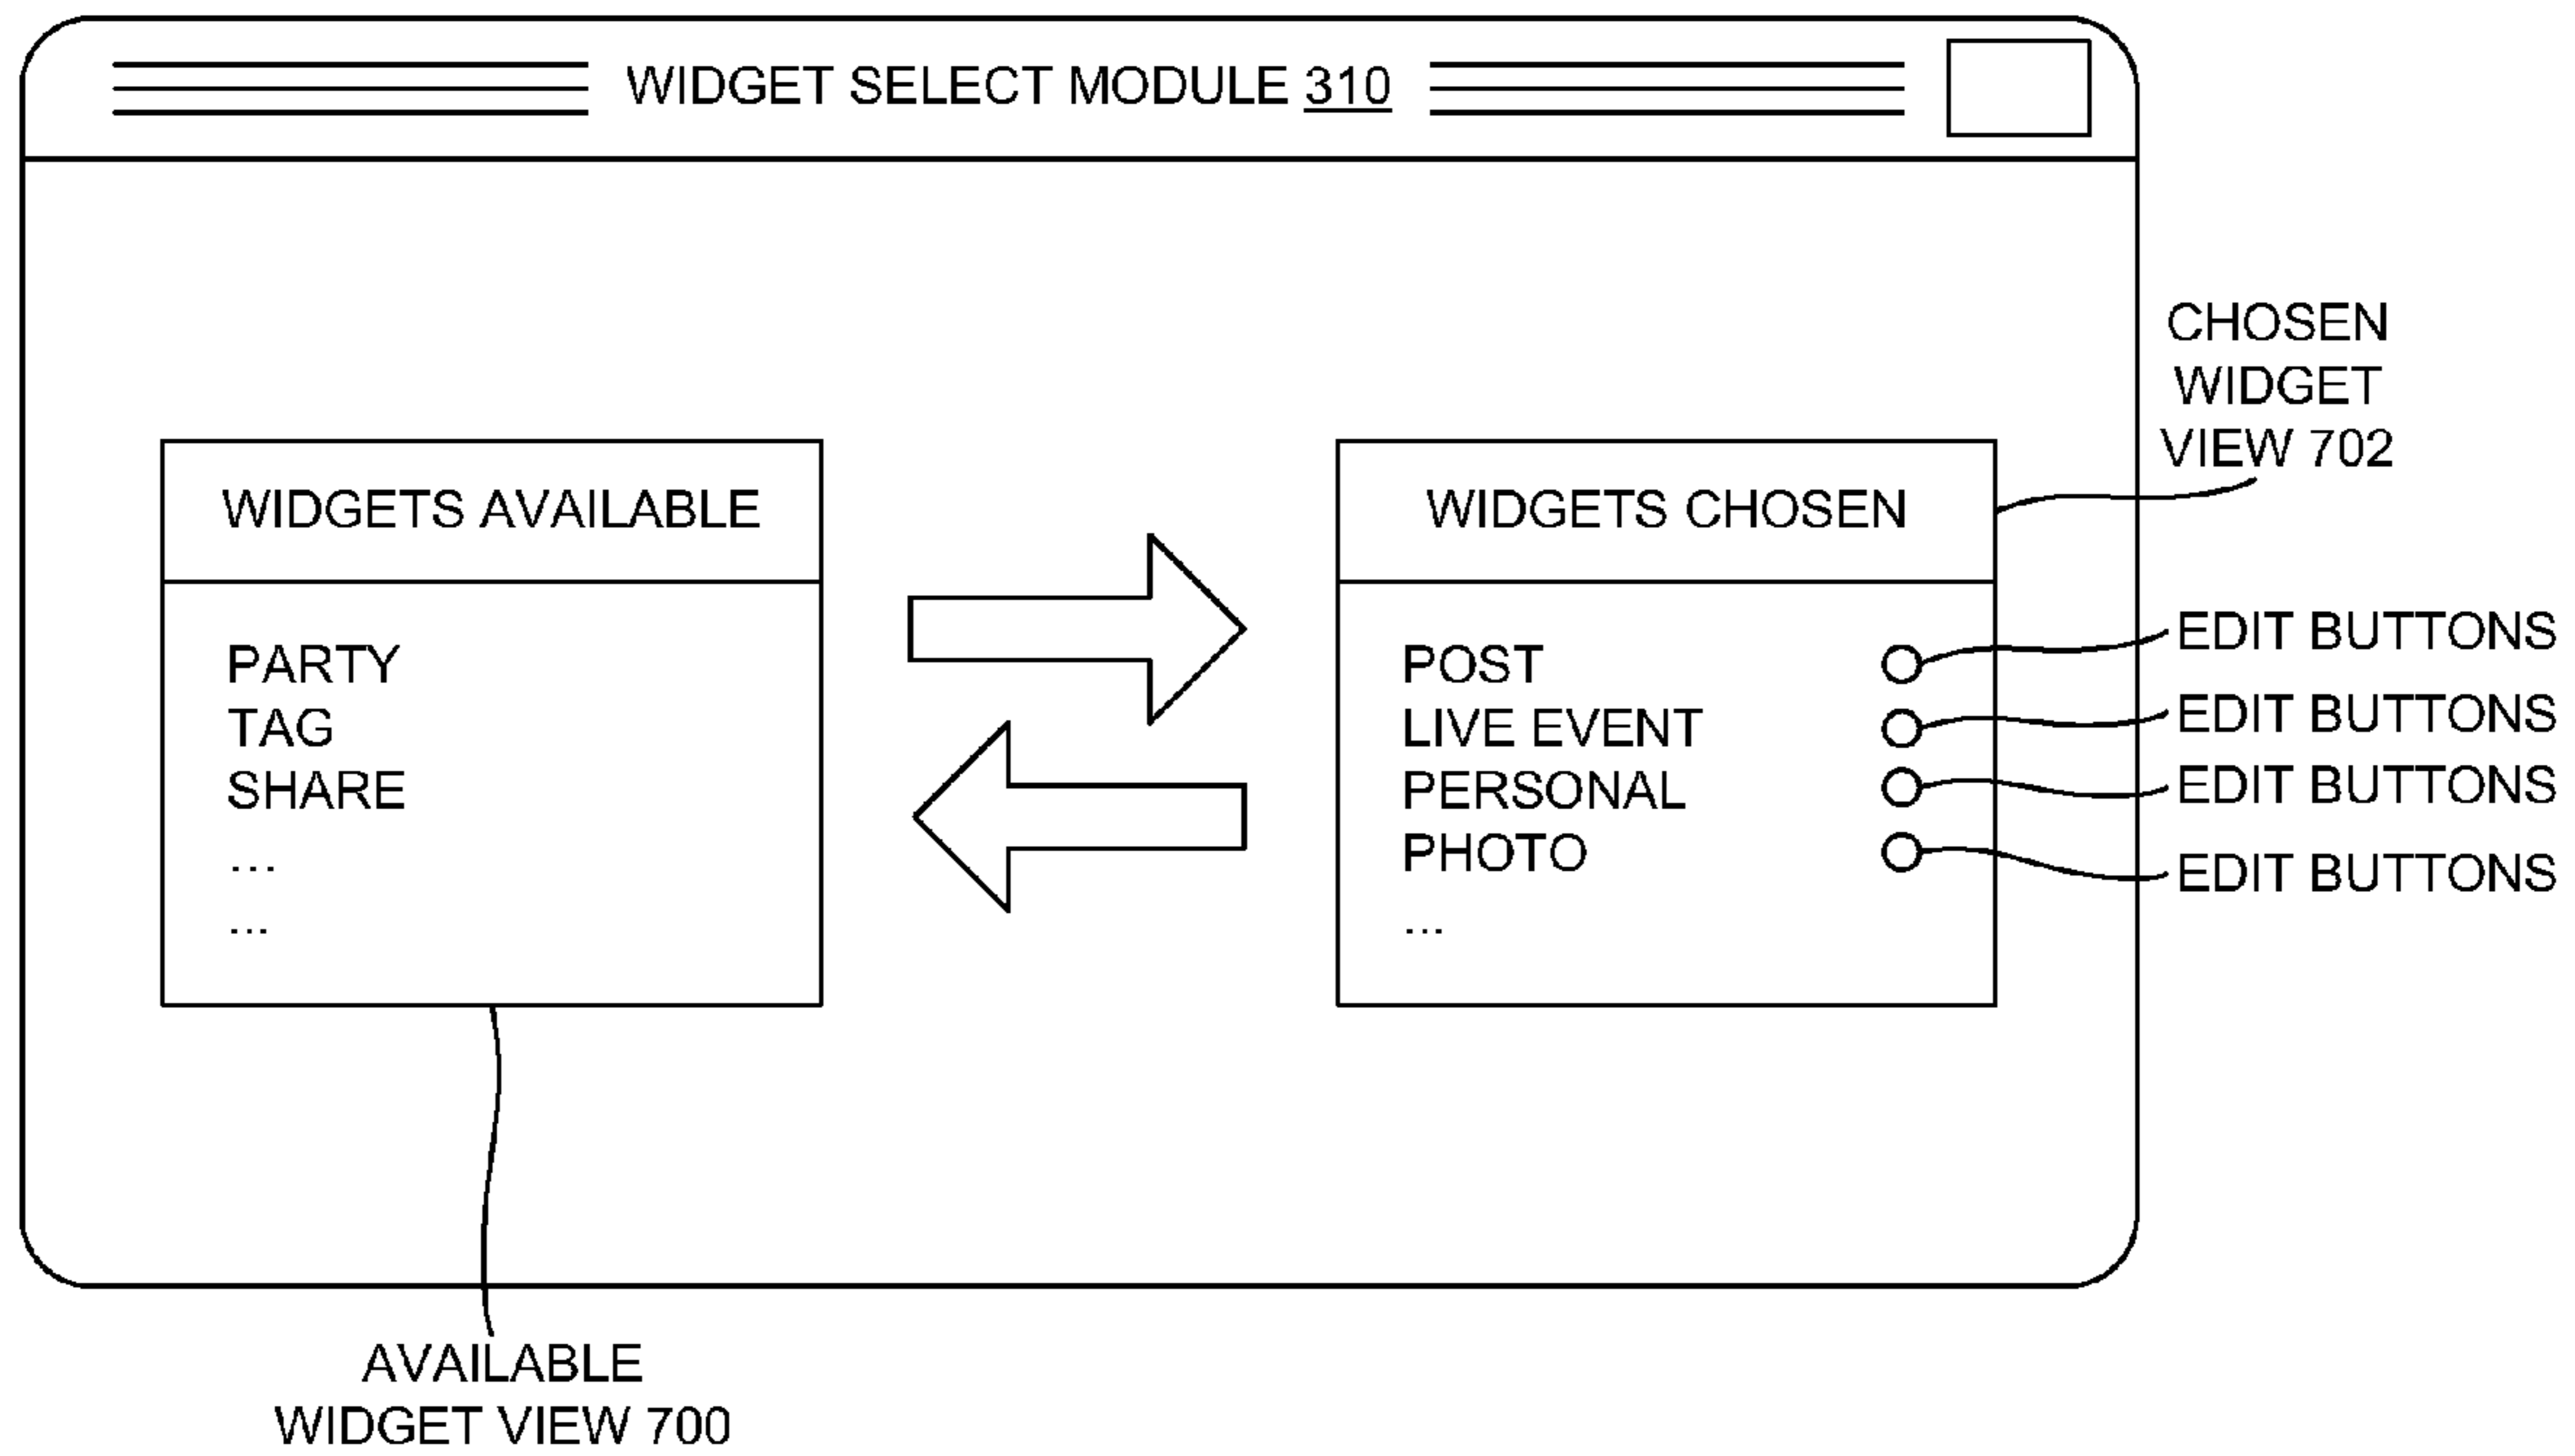 WIDGET SELECT MODULE 310
CHOSEN
WIDGET
VIEW 702
WIDGETS AVAILABLE
PARTY
TAG
SHARE
...
...
WIDGETS CHOSEN
POST
LIVE EVENT
PERSONAL
PHOTO
...
EDIT BUTTONS
EDIT BUTTONS
EDIT BUTTONS
EDIT BUTTONS
AVAILABLE
WIDGET VIEW 700